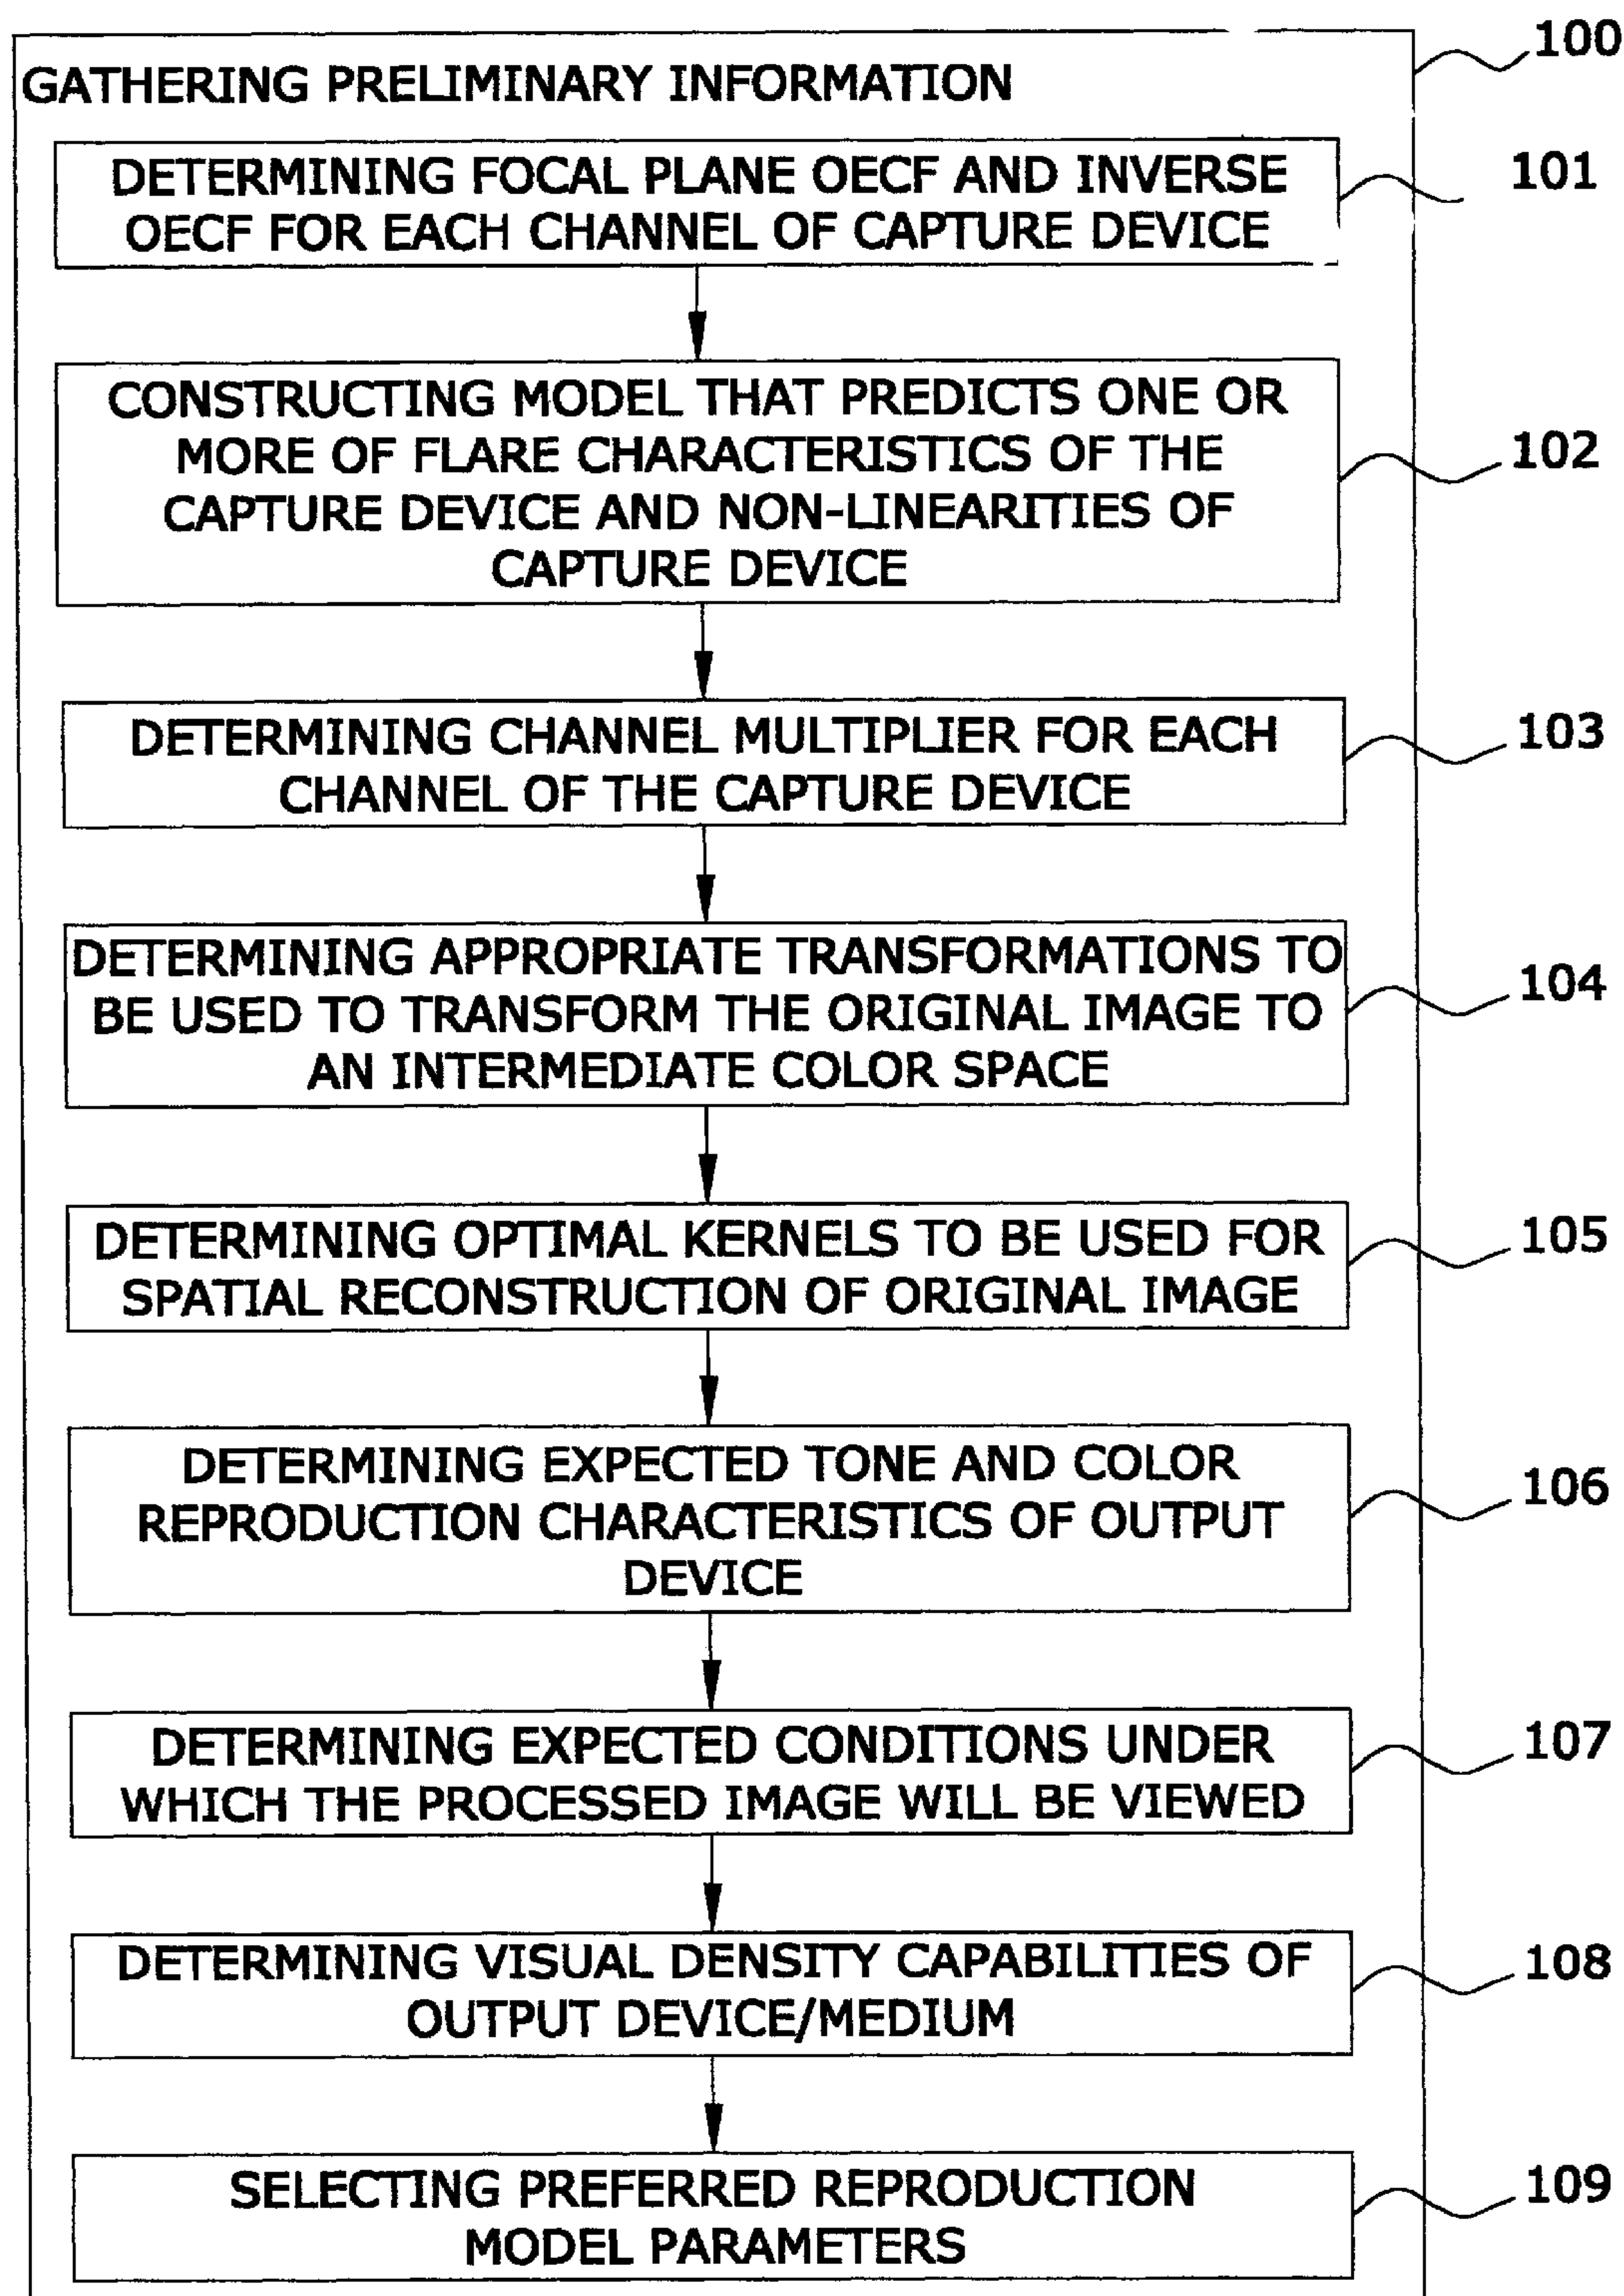 100
GATHERING PRELIMINARY INFORMATION
DETERMINING FOCAL PLANE OECF AND INVERSE
OECF FOR EACH CHANNEL OF CAPTURE DEVICE
101
CONSTRUCTING MODEL THAT PREDICTS ONE OR
MORE OF FLARE CHARACTERISTICS OF THE
CAPTURE DEVICE AND NON-LINEARITIES OF
CAPTURE DEVICE
102
DETERMINING CHANNEL MULTIPLIER FOR EACH
CHANNEL OF THE CAPTURE DEVICE
103
DETERMINING APPROPRIATE TRANSFORMATIONS TO
BE USED TO TRANSFORM THE ORIGINAL IMAGE TO
AN INTERMEDIATE COLOR SPACE
104
DETERMINING OPTIMAL KERNELS TO BE USED FOR
SPATIAL RECONSTRUCTION OF ORIGINAL IMAGE
105
DETERMINING EXPECTED TONE AND COLOR
REPRODUCTION CHARACTERISTICS OF OUTPUT
DEVICE
106
DETERMINING EXPECTED CONDITIONS UNDER
WHICH THE PROCESSED IMAGE WILL BE VIEWED
107
DETERMINING VISUAL DENSITY CAPABILITIES OF
OUTPUT DEVICE/MEDIUM
108
SELECTING PREFERRED REPRODUCTION
MODEL PARAMETERS
109